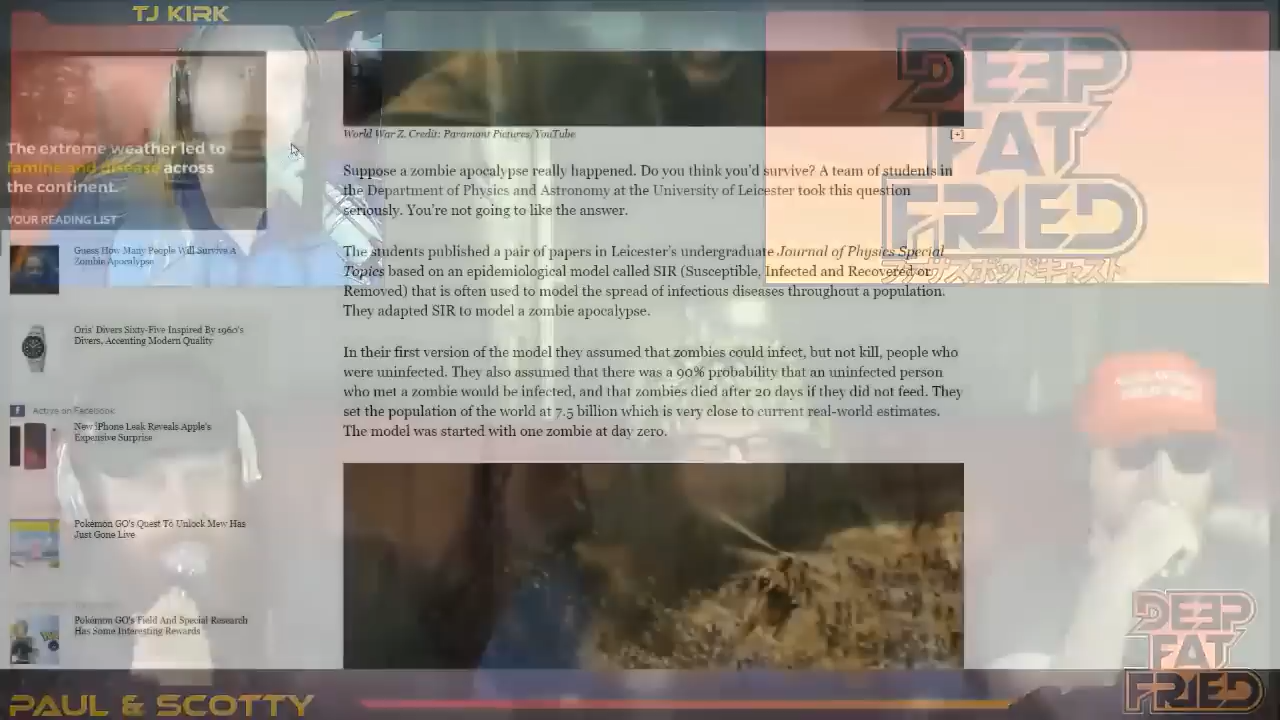 TJ KIRK
DEEP
FAT
FRIED
The extreme weather led to
famine and disease across
the continent.
YOUR READING LIST
Guess How Many People Will Survive A
Zombie Apocalypse
Oris' Divers Sixty-Five Inspired By 1960's
Divers, Accenting Modern Quality
Active on Facebook
New iPhone Leak Reveals Apple's
Expensive Surprise
Pokémon GO's Quest To Unlock Mew Has
Just Gone Live
Pokémon GO's Field And Special Research
Has Some Interesting Rewards
World War Z. Credit: Paramount Pictures/YouTube
[+]
Suppose a zombie apocalypse really happened. Do you think you'd survive? A team of students in
the Department of Physics and Astronomy at the University of Leicester took this question
seriously. You're not going to like the answer.
The students published a pair of papers in Leicester's undergraduate Journal of Physics Special
Topics based on an epidemiological model called SIR (Susceptible, Infected and Recovered or
Removed) that is often used to model the spread of infectious diseases throughout a population.
They adapted SIR to model a zombie apocalypse.
In their first version of the model they assumed that zombies could infect, but not kill, people who
were uninfected. They also assumed that there was a 90% probability that an uninfected person
who met a zombie would be infected, and that zombies died after 20 days if they did not feed. They
set the population of the world at 7.5 billion which is very close to current real-world estimates.
The model was started with one zombie at day zero.
PAUL & SCOTTY
DEEP
FAT
FRIED